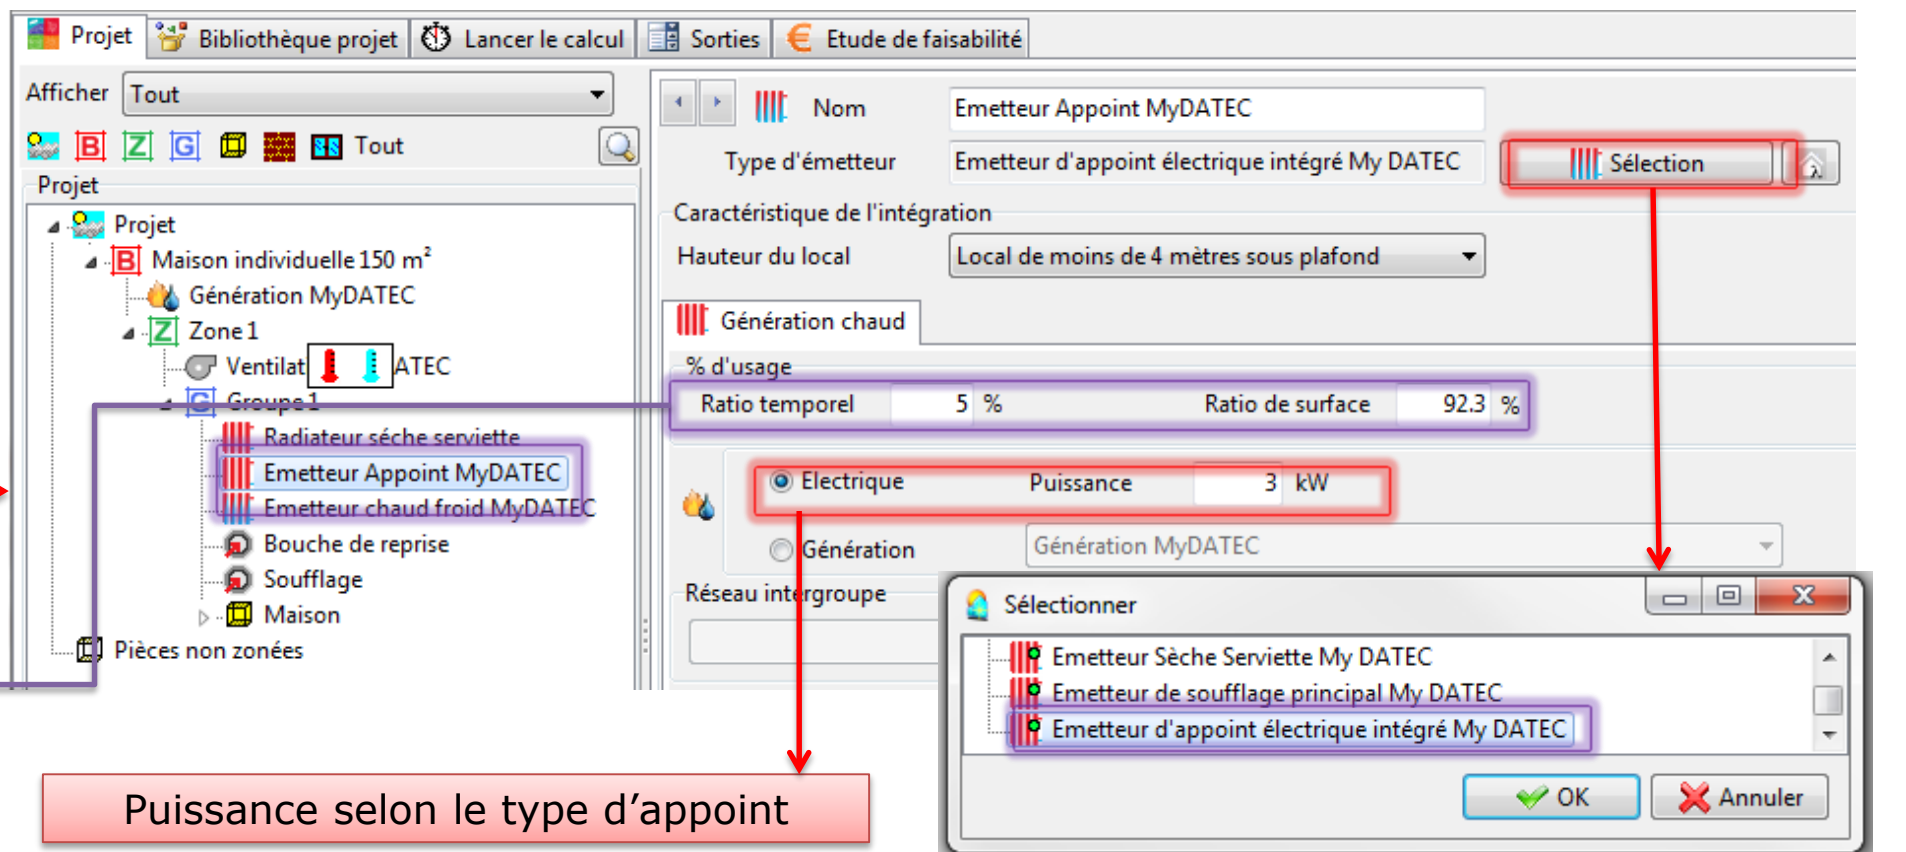 Projet Bibliothèque projet Lancer le calcul Sorties Etude de faisabilité
Afficher Tout
B Z G Tout
Projet
Projet
B Maison individuelle 150 m²
Génération MyDATEC
Z Zone 1
Ventilat ATEC
G Groupe 1
Radiateur séche serviette
Emetteur Appoint MyDATEC
Emetteur chaud froid MyDATEC
Bouche de reprise
Soufflage
Maison
Pièces non zonées
Nom Emetteur Appoint MyDATEC
Type d'émetteur Emetteur d'appoint électrique intégré My DATEC Sélection
Caractéristique de l'intégration
Hauteur du local Local de moins de 4 mètres sous plafond
Génération chaud
% d'usage
Ratio temporel 5 % Ratio de surface 92.3 %
Electrique Puissance 3 kW
Génération Génération MyDATEC
Réseau intergroupe
Sélectionner
Emetteur Sèche Serviette My DATEC
Emetteur de soufflage principal My DATEC
Emetteur d'appoint électrique intégré My DATEC
OK Annuler
Puissance selon le type d’appoint